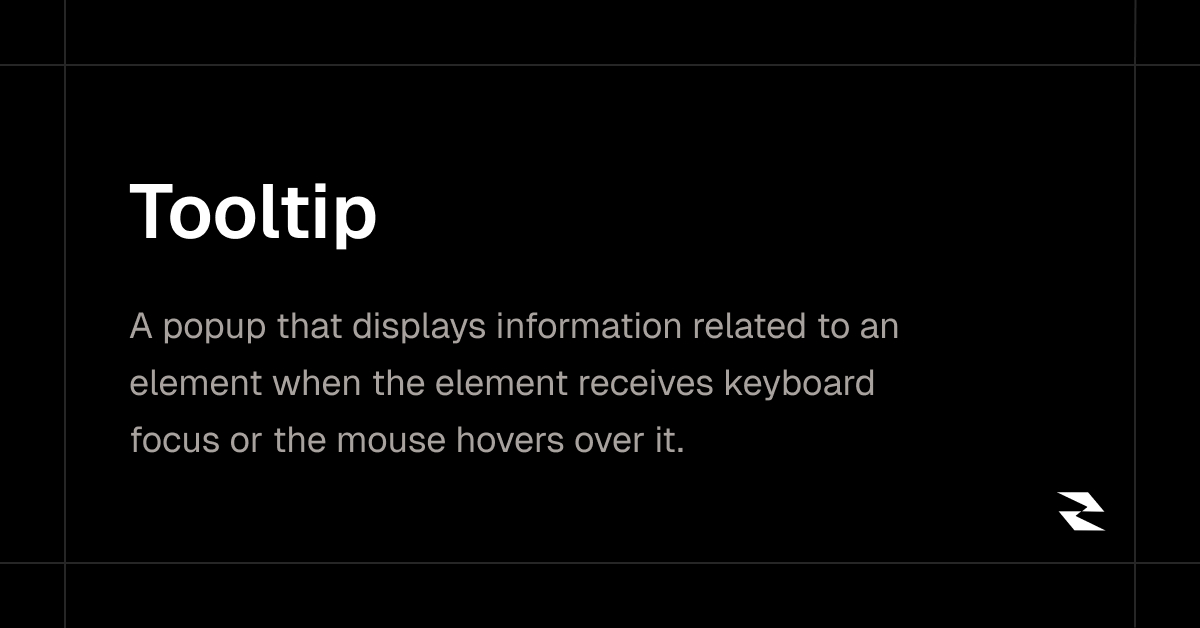 Tooltip
A popup that displays information related to an
element when the element receives keyboard
focus or the mouse hovers over it.